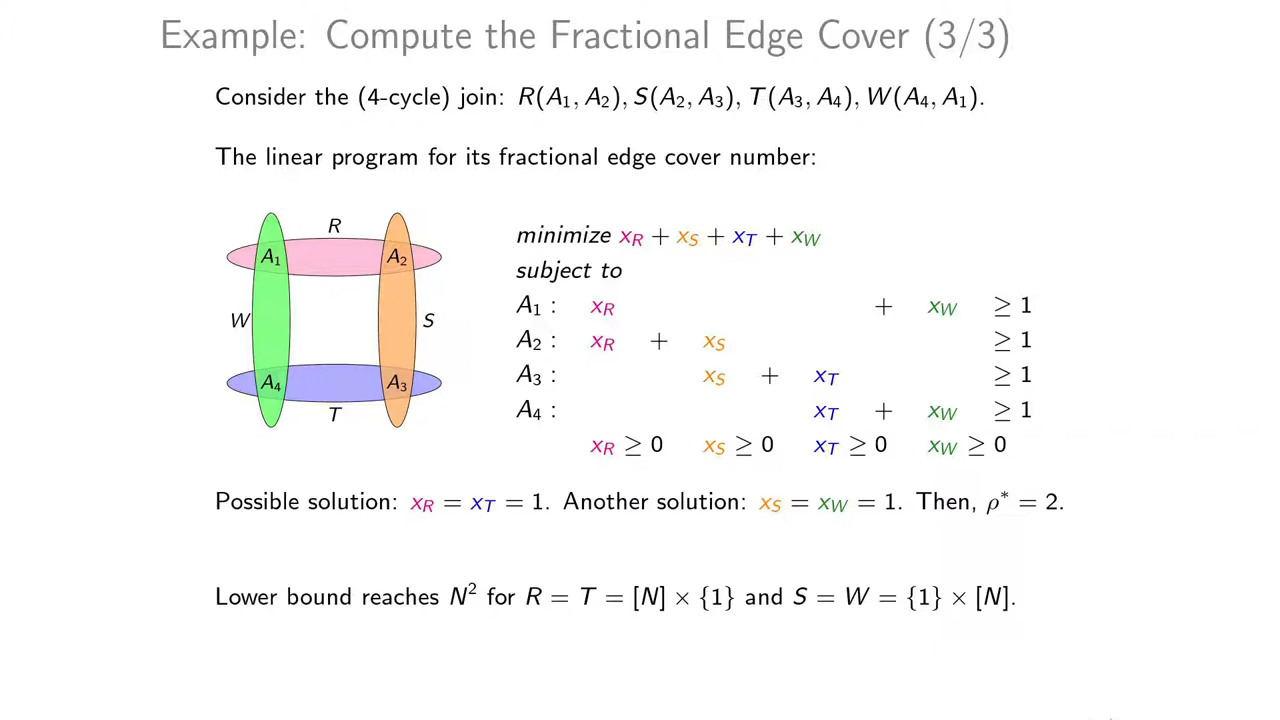 Example: Compute the Fractional Edge Cover (3/3)
Consider the (4-cycle) join: R(A₁, A₂), S(A₂, A₃), T(A₃, A₄), W(A₄, A₁).
The linear program for its fractional edge cover number:
R
A₁ A₂
W S
A₄ A₃
T
minimize x_R + x_S + x_T + x_W
subject to
A₁ : x_R + x_W ≥ 1
A₂ : x_R + x_S ≥ 1
A₃ : x_S + x_T ≥ 1
A₄ : x_T + x_W ≥ 1
x_R ≥ 0 x_S ≥ 0 x_T ≥ 0 x_W ≥ 0
Possible solution: x_R = x_T = 1. Another solution: x_S = x_W = 1. Then, ρ* = 2.
Lower bound reaches N² for R = T = [N] × {1} and S = W = {1} × [N].